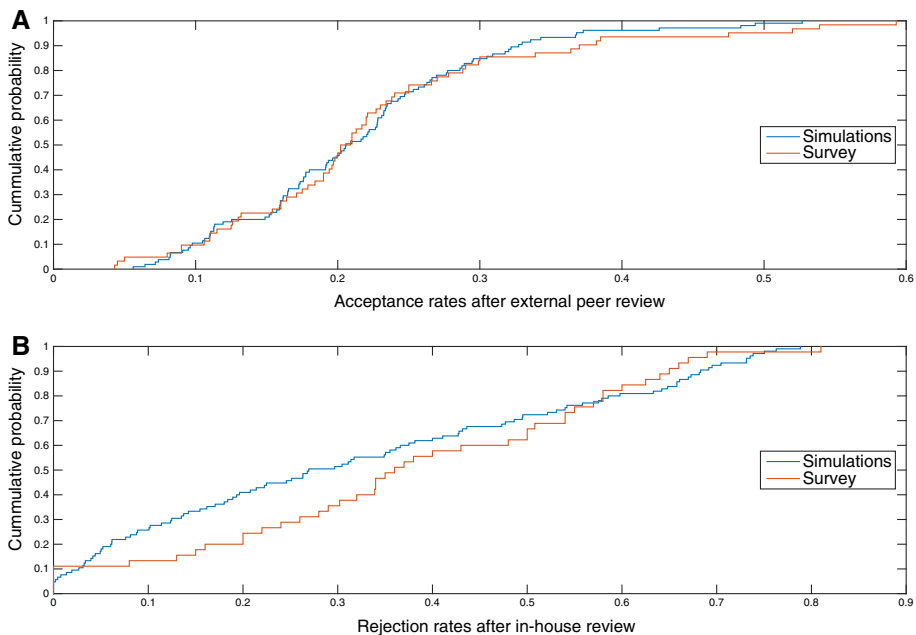 A
Cummulative probability
1
0.9
0.8
0.7
0.6
0.5
0.4
0.3
0.2
0.1
0
Simulations
Survey
0.1 0.2 0.3 0.4 0.5 0.6
Acceptance rates after external peer review
B
Cummulative probability
1
0.9
0.8
0.7
0.6
0.5
0.4
0.3
0.2
0.1
0
Simulations
Survey
0 0.1 0.2 0.3 0.4 0.5 0.6 0.7 0.8 0.9
Rejection rates after in-house review